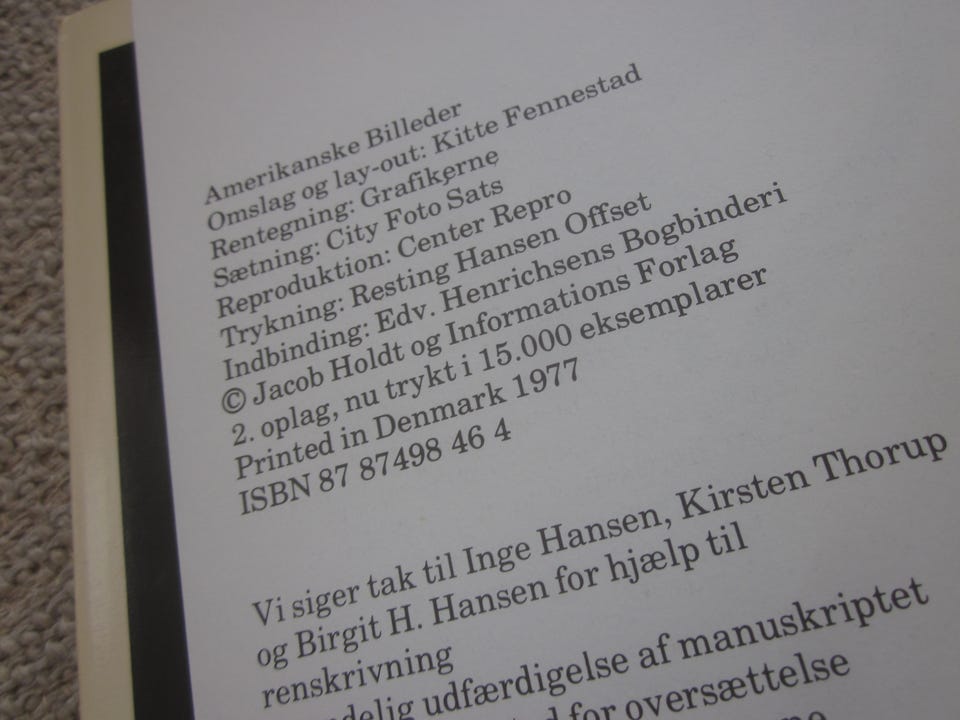 Amerikanske Billeder
Omslag og lay-out: Kitte Fennestad
Rentegning: Grafikerne
Sætning: City Foto Sats
Reproduktion: Center Repro
Trykning: Resting Hansen Offset
Indbinding: Edv. Henrichsens Bogbinderi
© Jacob Holdt og Informations Forlag
2. oplag, nu trykt i 15.000 eksemplarer
Printed in Denmark 1977
ISBN 87 87498 46 4
Vi siger tak til Inge Hansen, Kirsten Thorup
og Birgit H. Hansen for hjælp til
renskrivning
udfærdigelse af manuskriptet
for oversættelse